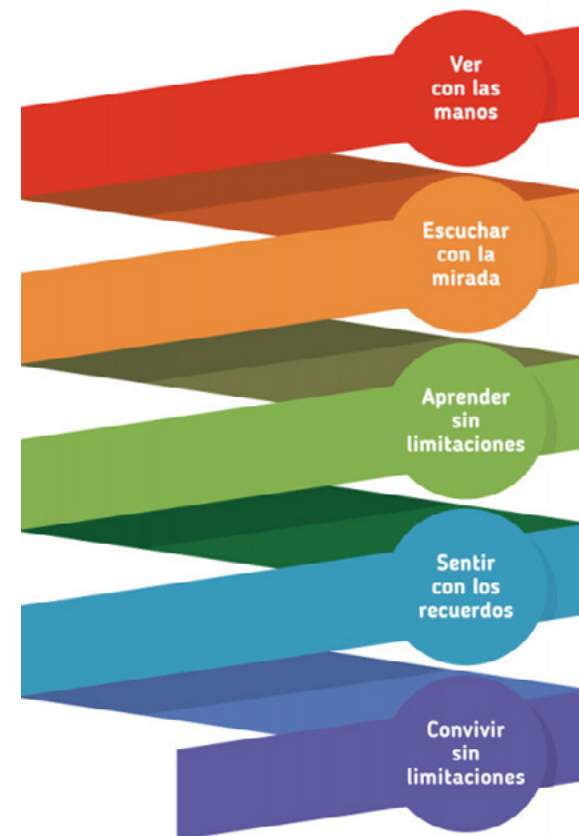 Ver
con las
manos
Escuchar
con la
mirada
Aprender
sin
limitaciones
Sentir
con los
recuerdos
Convivir
sin
limitaciones